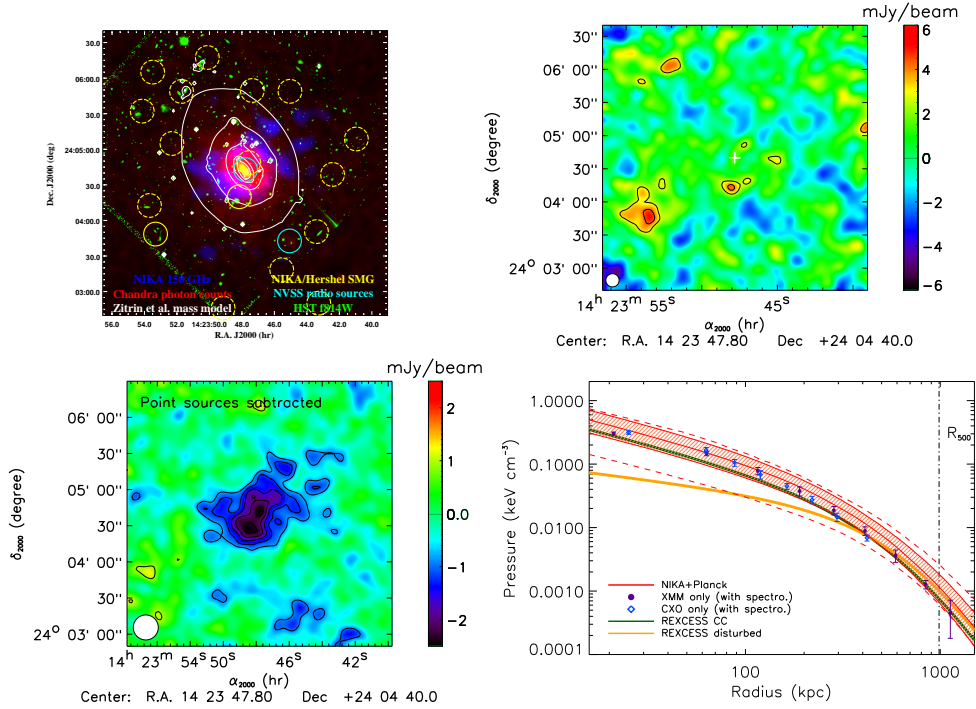 30.0
06:00.0
30.0
24:05:00.0
30.0
04:00.0
30.0
03:00.0
Dec. J2000 (deg)
NIKA 150 GHz
NIKA/Hershel SMG
Chandra photon counts
NVSS radio sources
Zitrin et al. mass model
HST f814W
56.0 54.0 52.0 14:23:50.0 48.0 46.0 44.0 42.0 40.0
R.A. J2000 (hr)
mJy/beam
30''
06' 00''
30''
05' 00''
30''
04' 00''
30''
24° 03' 00''
δ2000 (degree)
6
4
2
0
−2
−4
−6
14h 23m 55s 45s
α2000 (hr)
Center: R.A. 14 23 47.80 Dec +24 04 40.0
mJy/beam
Point sources subtracted
06' 00''
30''
05' 00''
30''
04' 00''
30''
24° 03' 00''
δ2000 (degree)
2
1
0.0
−1
−2
14h 23m 54s 50s 46s 42s
α2000 (hr)
Center: R.A. 14 23 47.80 Dec +24 04 40.0
1.0000
0.1000
0.0100
0.0010
0.0001
Pressure (keV cm−3)
R500
NIKA+Planck
XMM only (with spectro.)
CXO only (with spectro.)
REXCESS CC
REXCESS disturbed
100 1000
Radius (kpc)